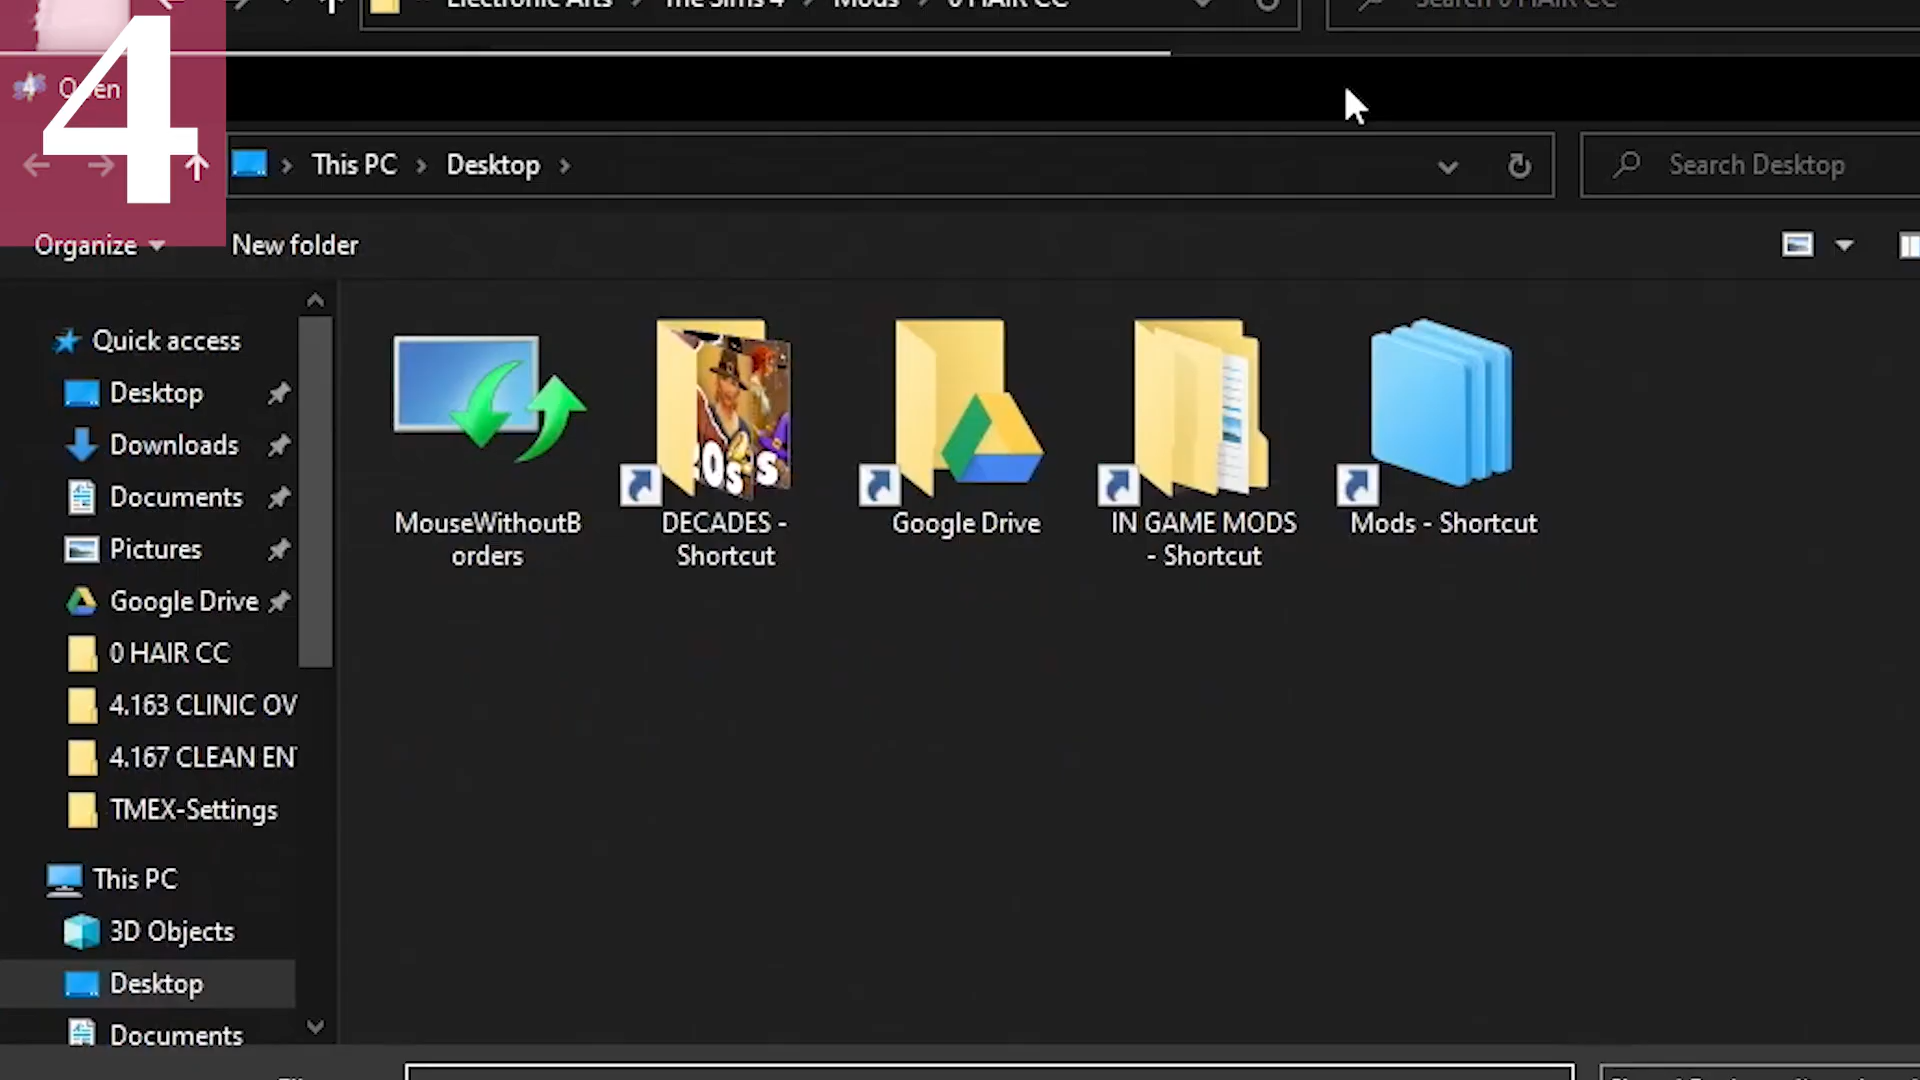 Electronic Arts > The Sims 4 > Mods > 0 HAIR CC
Search 0 HAIR CC
4
Open
This PC > Desktop >
Search Desktop
Organize
New folder
Quick access
Desktop
Downloads
Documents
Pictures
Google Drive
0 HAIR CC
4.163 CLINIC OV
4.167 CLEAN EN
TMEX-Settings
This PC
3D Objects
Desktop
Documents
MouseWithoutB
orders
DECADES -
Shortcut
Google Drive
IN GAME MODS
- Shortcut
Mods - Shortcut